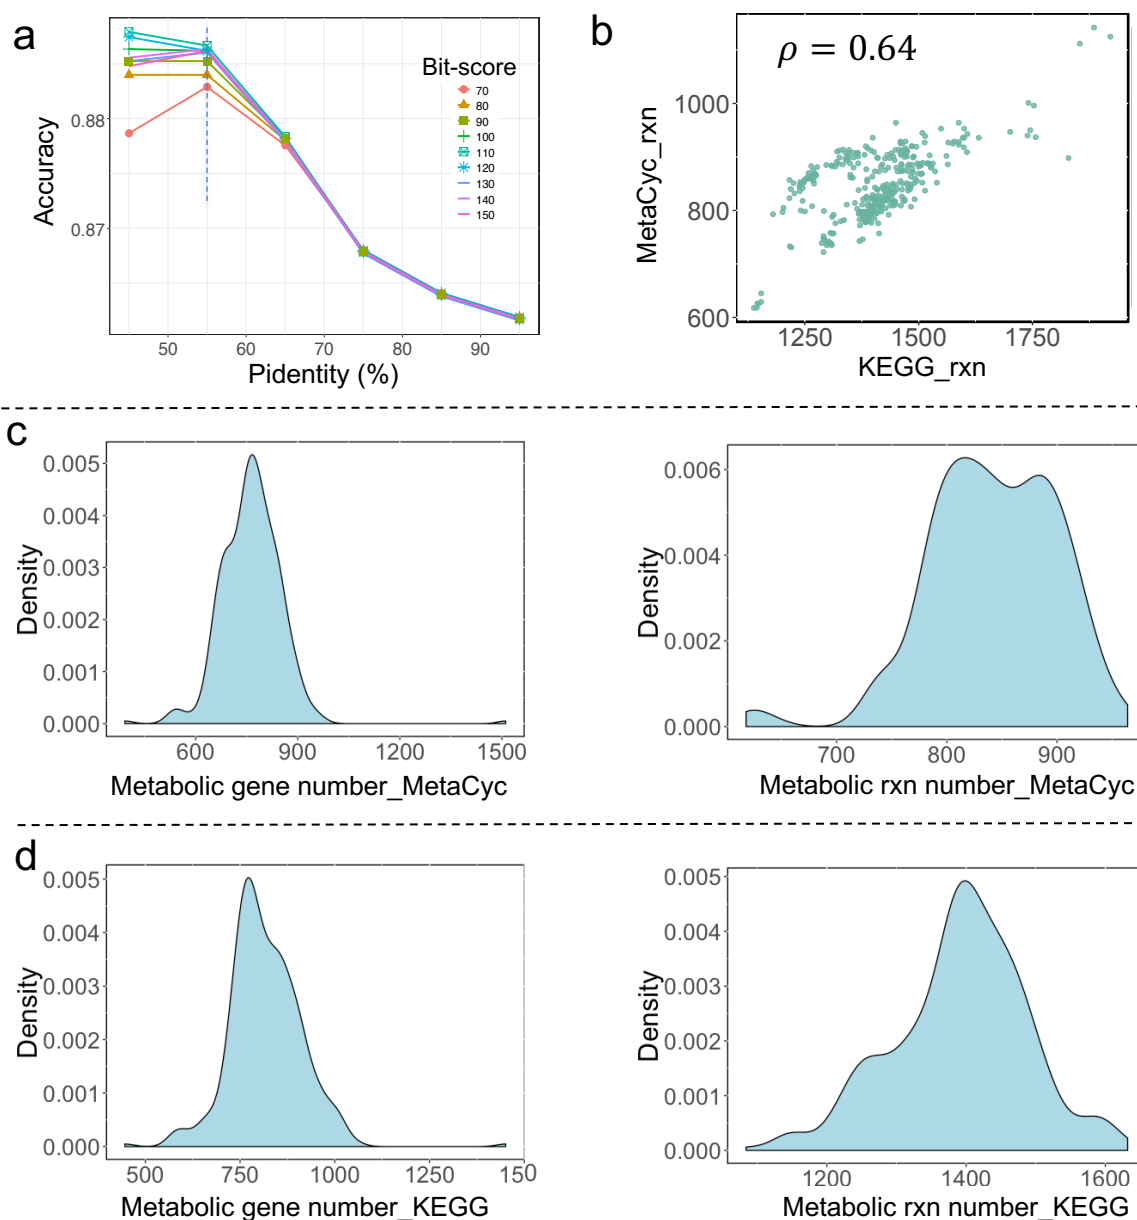 a
Accuracy
0.88
0.87
Bit-score
70
80
90
100
110
120
130
140
150
50 60 70 80 90
Pidentity (%)
b
ρ = 0.64
MetaCyc_rxn
1000
800
600
1250 1500 1750
KEGG_rxn
c
Density
0.005
0.004
0.003
0.002
0.001
0.000
600 900 1200 1500
Metabolic gene number_MetaCyc
Density
0.006
0.004
0.002
0.000
700 800 900
Metabolic rxn number_MetaCyc
d
Density
0.005
0.004
0.003
0.002
0.001
0.000
500 750 1000 1250 150
Metabolic gene number_KEGG
Density
0.005
0.004
0.003
0.002
0.001
0.000
1200 1400 1600
Metabolic rxn number_KEGG